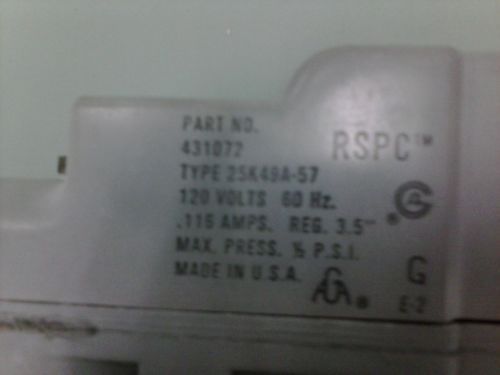 PART NO.
431072
RSPC™
TYPE 25K49A-57
120 VOLTS 60 Hz.
.116 AMPS. REG. 3.5"
MAX. PRESS. ½ P.S.I.
MADE IN U.S.A.
®
G
E-2